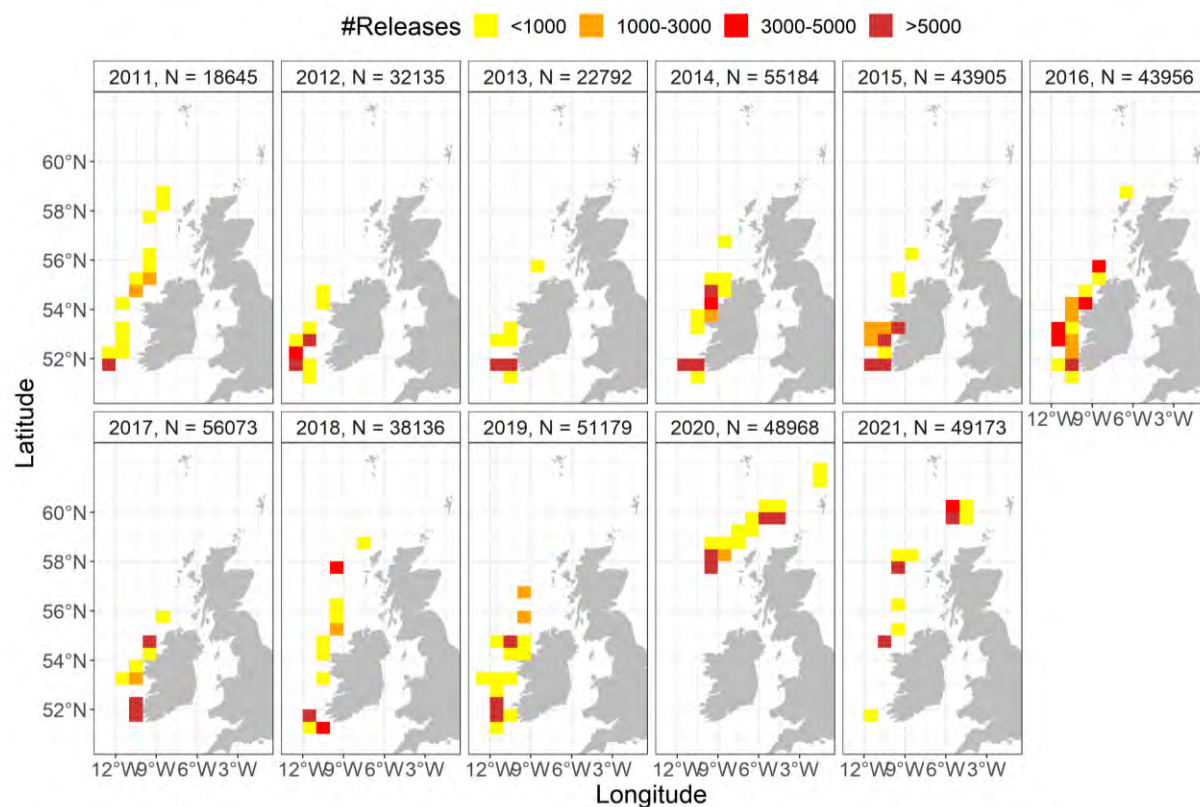 #Releases <1000 1000-3000 3000-5000 >5000
2011, N = 18645 2012, N = 32135 2013, N = 22792 2014, N = 55184 2015, N = 43905 2016, N = 43956
60°N
58°N
56°N
54°N
52°N
12°W9°W6°W3°W
2017, N = 56073 2018, N = 38136 2019, N = 51179 2020, N = 48968 2021, N = 49173
60°N
58°N
56°N
54°N
52°N
12°W9°W6°W3°W 12°W9°W6°W3°W 12°W9°W6°W3°W 12°W9°W6°W3°W 12°W9°W6°W3°W
Latitude
Longitude